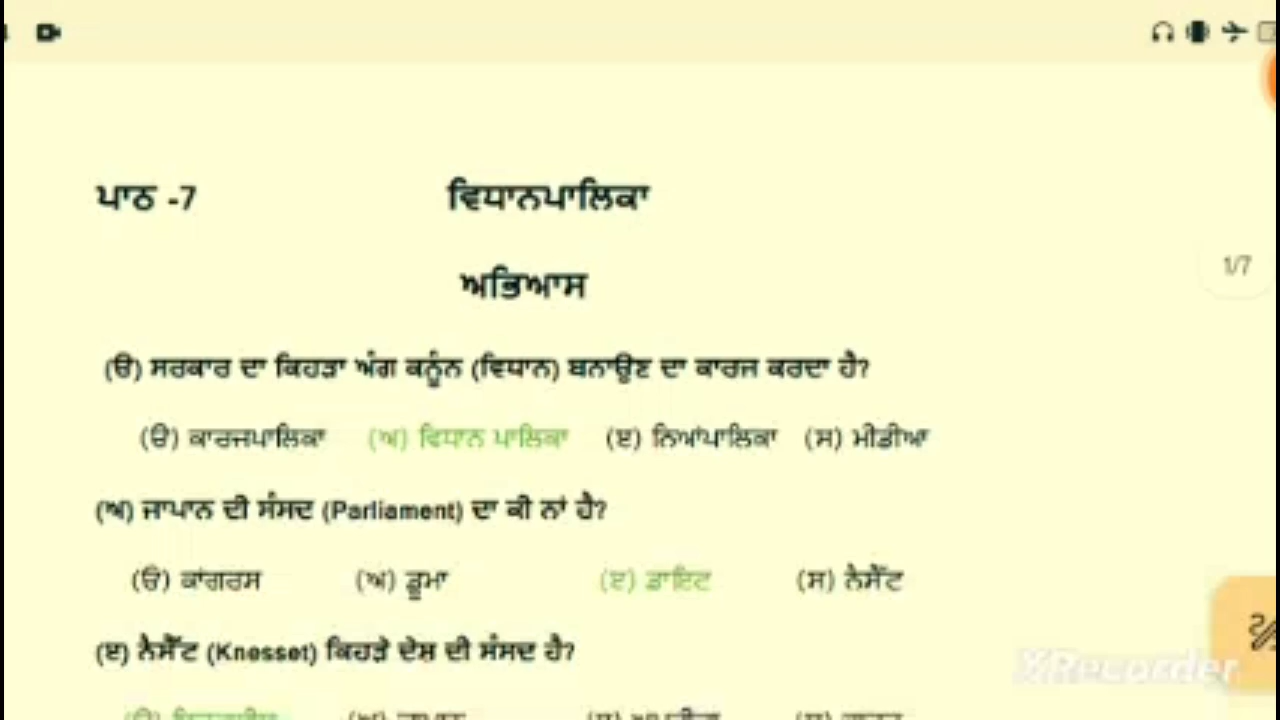 ਪਾਠ -7 ਵਿਧਾਨਪਾਲਿਕਾ
ਅਭਿਆਸ
1/7
(ੳ) ਸਰਕਾਰ ਦਾ ਕਿਹੜਾ ਅੰਗ ਕਨੂੰਨ (ਵਿਧਾਨ) ਬਨਾਉਣ ਦਾ ਕਾਰਜ ਕਰਦਾ ਹੈ?
(ੳ) ਕਾਰਜਪਾਲਿਕਾ (ਅ) ਵਿਧਾਨ ਪਾਲਿਕਾ (ੲ) ਨਿਆਂਪਾਲਿਕਾ (ਸ) ਮੀਡੀਆ
(ਅ) ਜਾਪਾਨ ਦੀ ਸੰਸਦ (Parliament) ਦਾ ਕੀ ਨਾਂ ਹੈ?
(ੳ) ਕਾਂਗਰਸ (ਅ) ਡੂਮਾ (ੲ) ਡਾਇਟ (ਸ) ਨੈਸੈੱਟ
(ੲ) ਨੈਸੈੱਟ (Knesset) ਕਿਹੜੇ ਦੇਸ਼ ਦੀ ਸੰਸਦ ਹੈ?
XRecorder